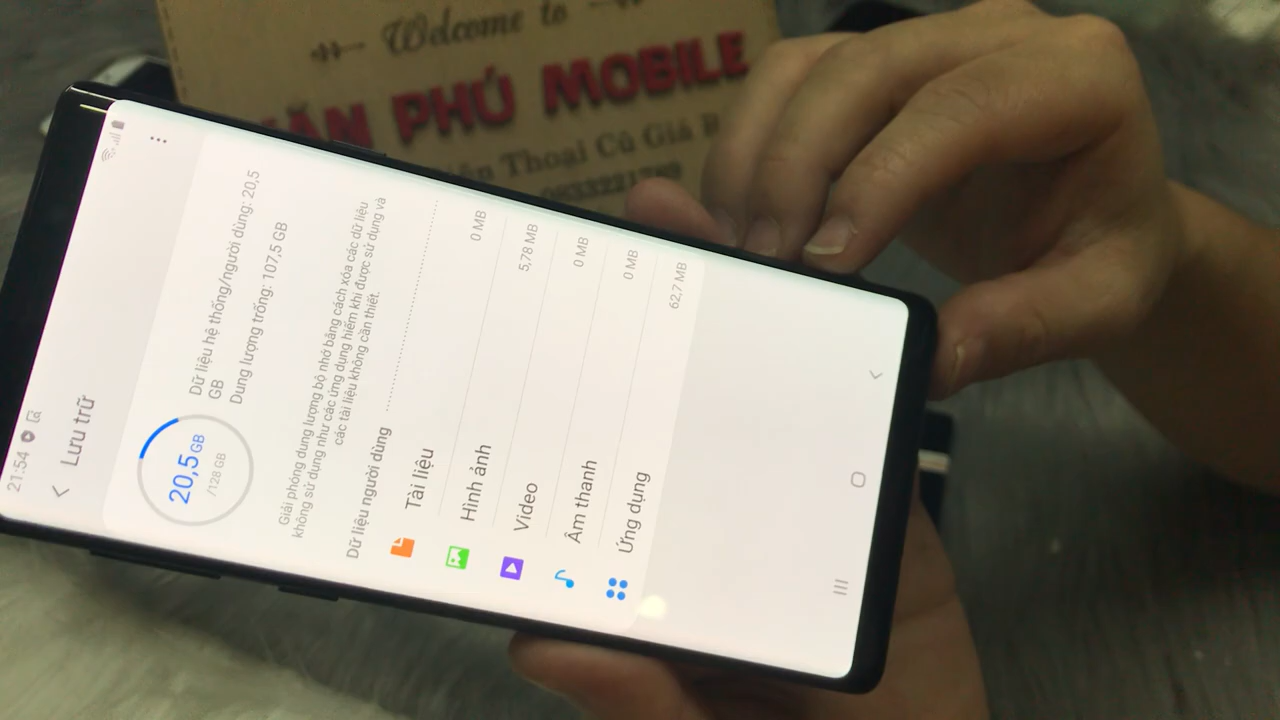 Welcome to
PHÚ MOBILE
Thoại Cũ Giá
21:54
Lưu trữ
20,5 GB
/128 GB
Dữ liệu hệ thống/người dùng: 20,5
GB
Dung lượng trống: 107,5 GB
Giải phóng dung lượng bộ nhớ bằng cách xóa các dữ liệu
không sử dụng như các ứng dụng hiếm khi được sử dụng và
các tài liệu không cần thiết.
Dữ liệu người dùng
Tài liệu 0 MB
Hình ảnh 5,78 MB
Video 0 MB
Âm thanh 0 MB
Ứng dụng 62,7 MB